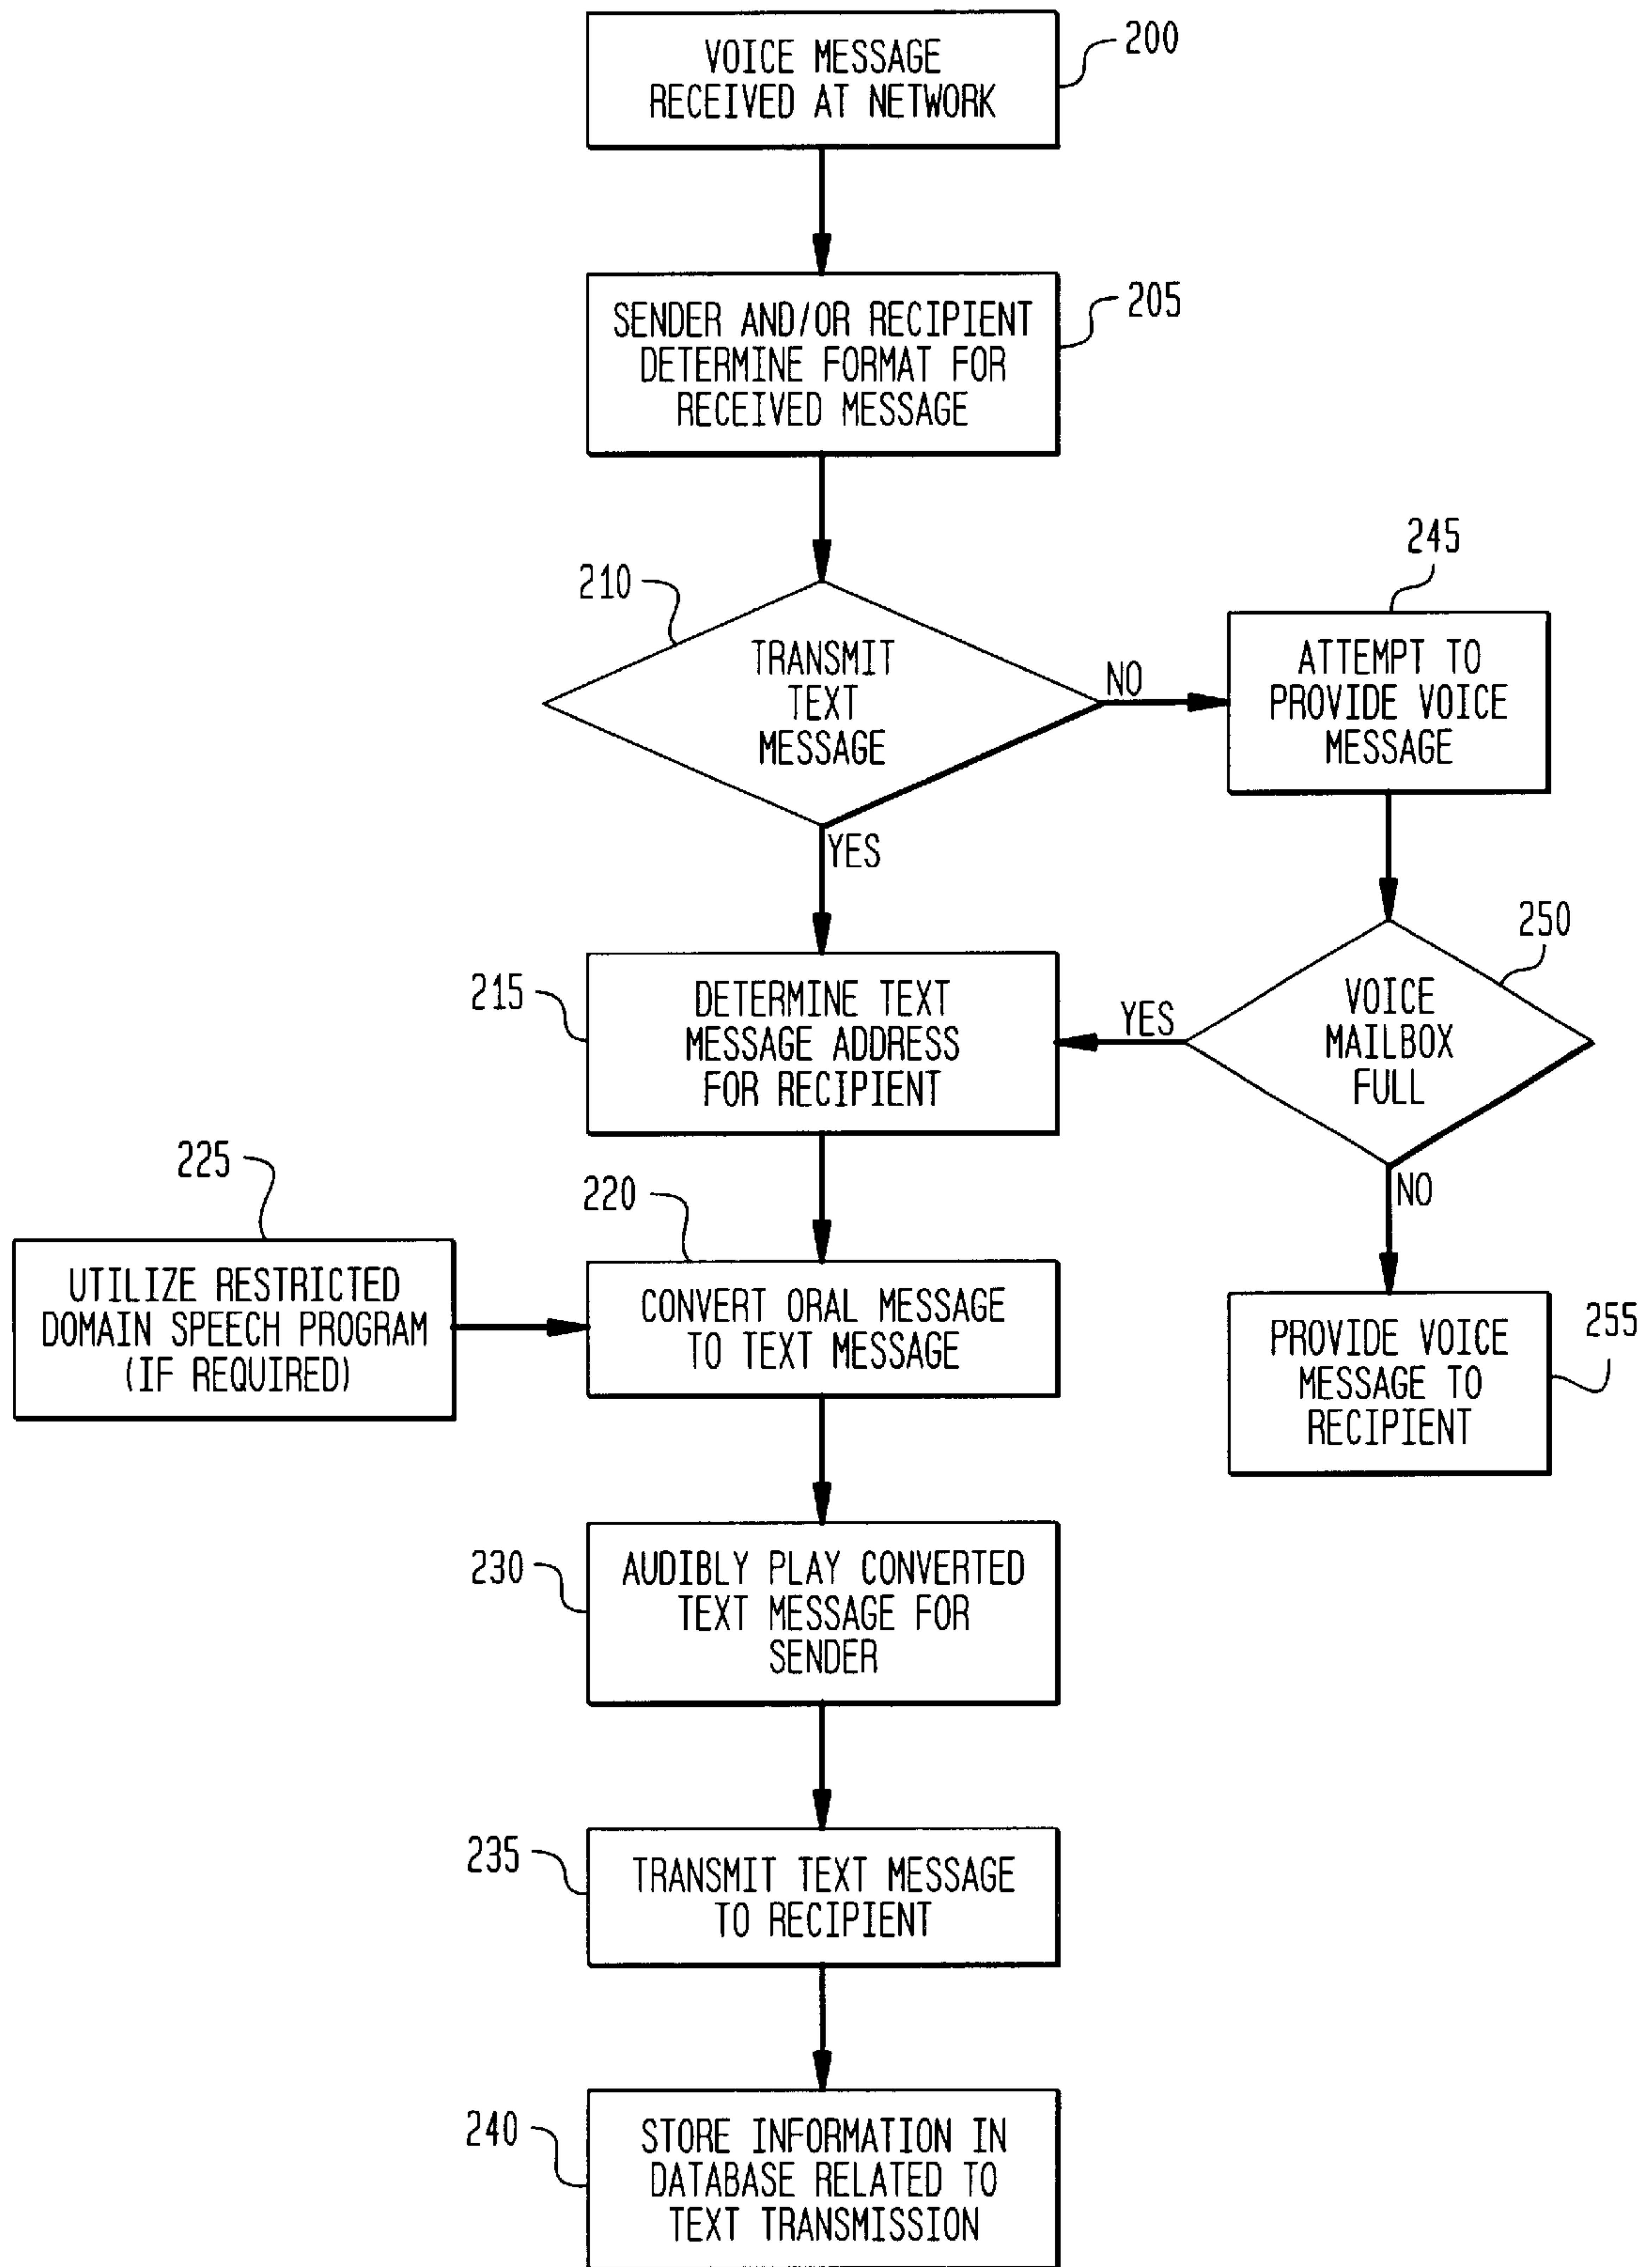 VOICE MESSAGE
RECEIVED AT NETWORK
200
SENDER AND/OR RECIPIENT
DETERMINE FORMAT FOR
RECEIVED MESSAGE
205
210
TRANSMIT
TEXT
MESSAGE
NO
YES
245
ATTEMPT TO
PROVIDE VOICE
MESSAGE
250
VOICE
MAILBOX
FULL
YES
NO
215
DETERMINE TEXT
MESSAGE ADDRESS
FOR RECIPIENT
225
UTILIZE RESTRICTED
DOMAIN SPEECH PROGRAM
(IF REQUIRED)
220
CONVERT ORAL MESSAGE
TO TEXT MESSAGE
PROVIDE VOICE
MESSAGE TO
RECIPIENT
255
230
AUDIBLY PLAY CONVERTED
TEXT MESSAGE FOR
SENDER
235
TRANSMIT TEXT MESSAGE
TO RECIPIENT
240
STORE INFORMATION IN
DATABASE RELATED TO
TEXT TRANSMISSION